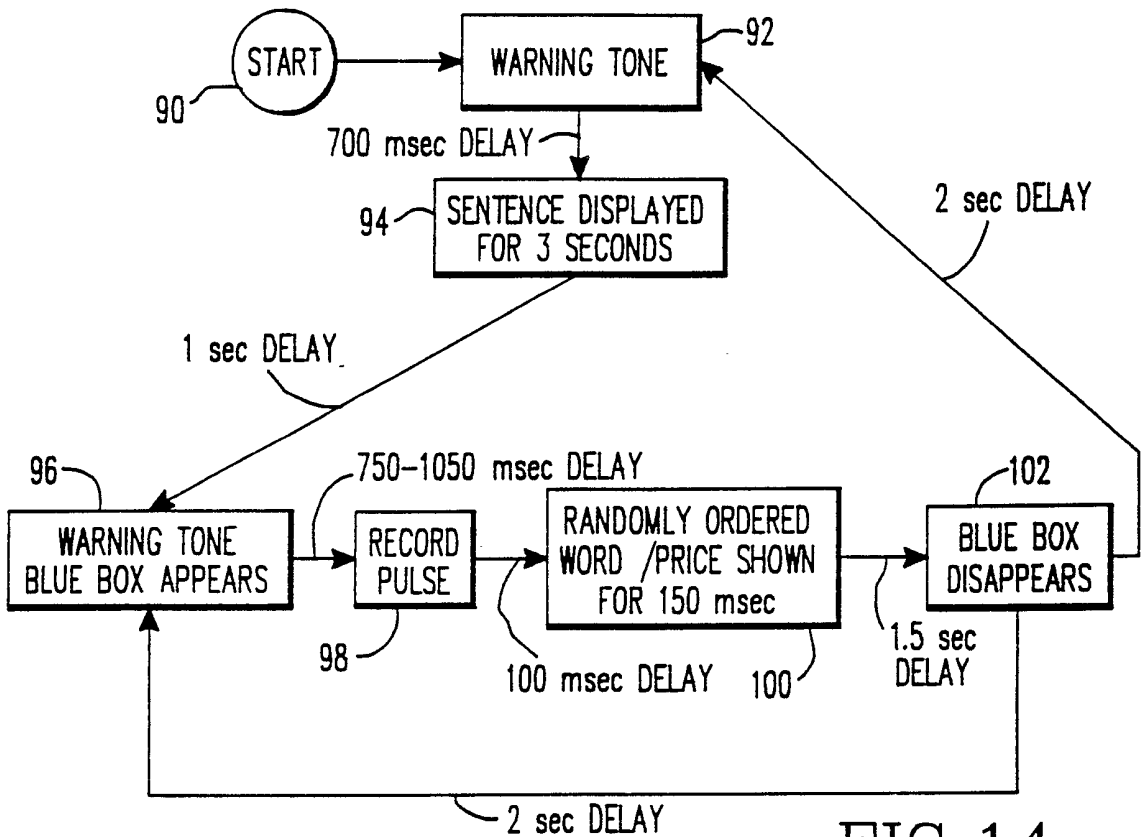 START
90
WARNING TONE
92
700 msec DELAY
94
SENTENCE DISPLAYED
FOR 3 SECONDS
2 sec DELAY
1 sec DELAY
96
WARNING TONE
BLUE BOX APPEARS
750-1050 msec DELAY
RECORD
PULSE
98
100 msec DELAY
RANDOMLY ORDERED
WORD /PRICE SHOWN
FOR 150 msec
100
1.5 sec
DELAY
102
BLUE BOX
DISAPPEARS
2 sec DELAY
FIG. 14